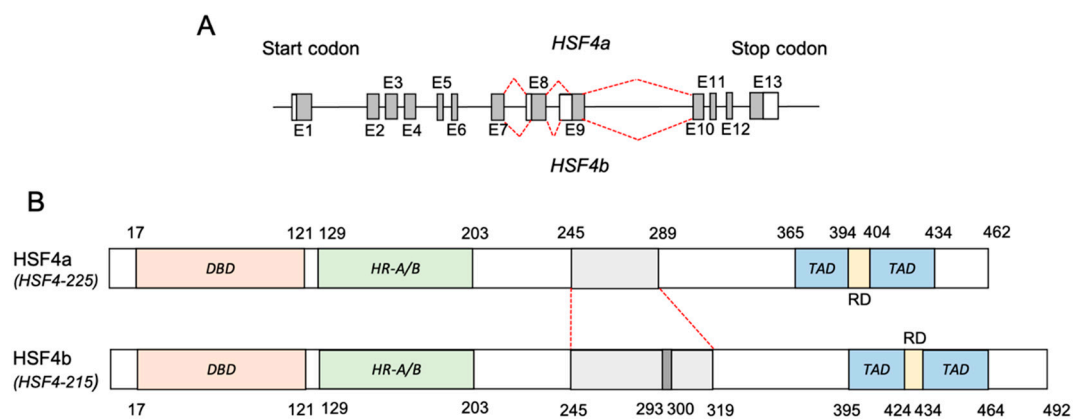 A
Start codon
HSF4a
Stop codon
E3 E5 E8 E11 E13
E1 E2 E4 E6 E7 E9 E10 E12
HSF4b
B
17 121 129 203 245 289 365 394 404 434 462
HSF4a
(HSF4-225)
DBD HR-A/B TAD TAD
RD
RD
HSF4b
(HSF4-215)
DBD HR-A/B TAD TAD
17 121 129 203 245 293 300 319 395 424 434 464 492